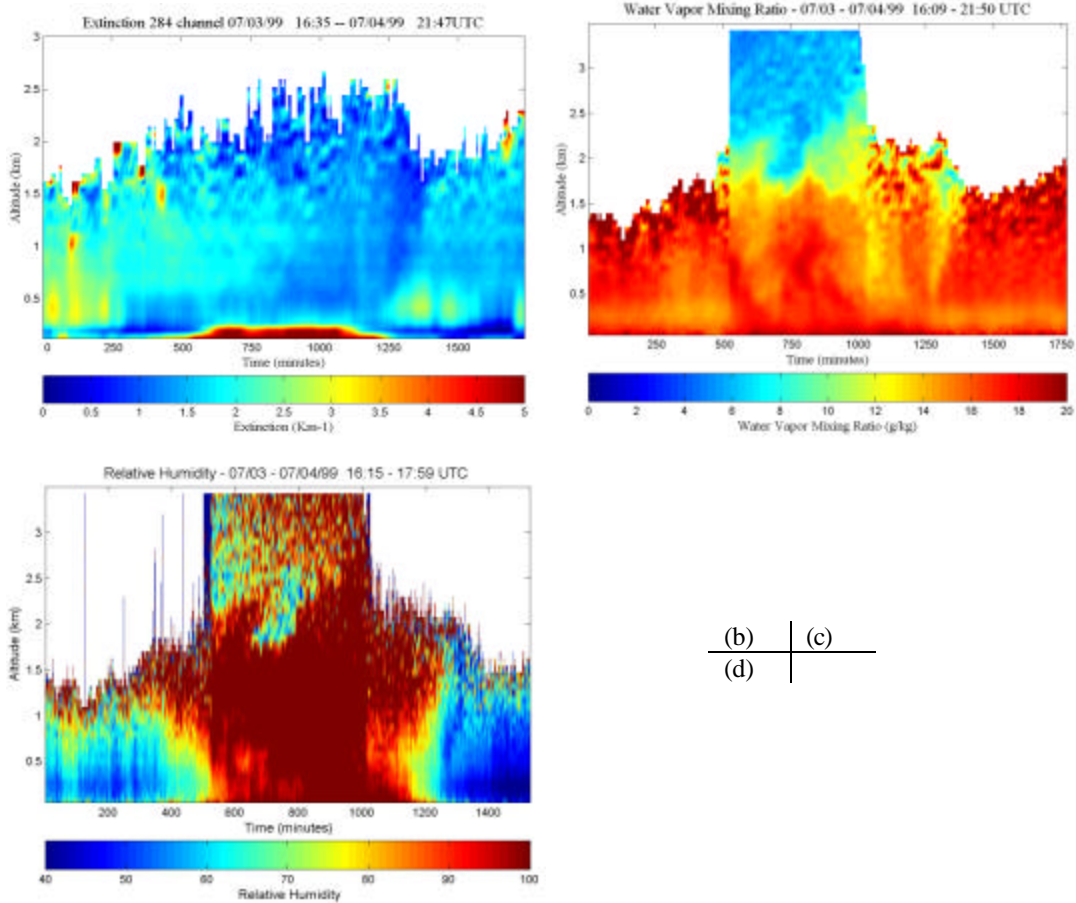 Extinction 284 channel 07/03/99 16:35 -- 07/04/99 21:47UTC
3
2.5
2
1.5
1
0.5
Altitude (km)
0 250 500 750 1000 1250 1500
Time (minutes)
0 0.5 1 1.5 2 2.5 3 3.5 4 4.5 5
Extinction (Km-1)
Water Vapor Mixing Ratio - 07/03 - 07/04/99 16:09 - 21:50 UTC
3
2.5
2
1.5
1
0.5
Altitude (km)
250 500 750 1000 1250 1500 1750
Time (minutes)
0 2 4 6 8 10 12 14 16 18 20
Water Vapor Mixing Ratio (g/kg)
Relative Humidity - 07/03 - 07/04/99 16:15 - 17:59 UTC
3
2.5
2
1.5
1
0.5
Altitude (km)
200 400 600 800 1000 1200 1400
Time (minutes)
40 50 60 70 80 90 100
Relative Humidity
(b) (c)
(d)